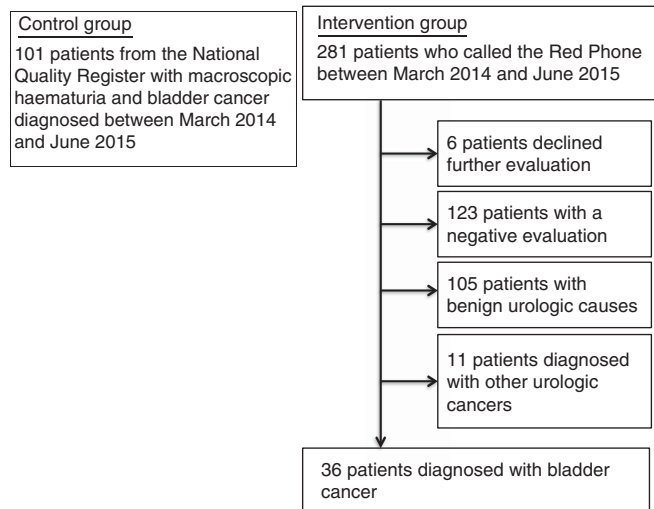 Control group
101 patients from the National
Quality Register with macroscopic
haematuria and bladder cancer
diagnosed between March 2014
and June 2015
Intervention group
281 patients who called the Red Phone
between March 2014 and June 2015
6 patients declined
further evaluation
123 patients with a
negative evaluation
105 patients with
benign urologic causes
11 patients diagnosed
with other urologic
cancers
36 patients diagnosed with bladder
cancer